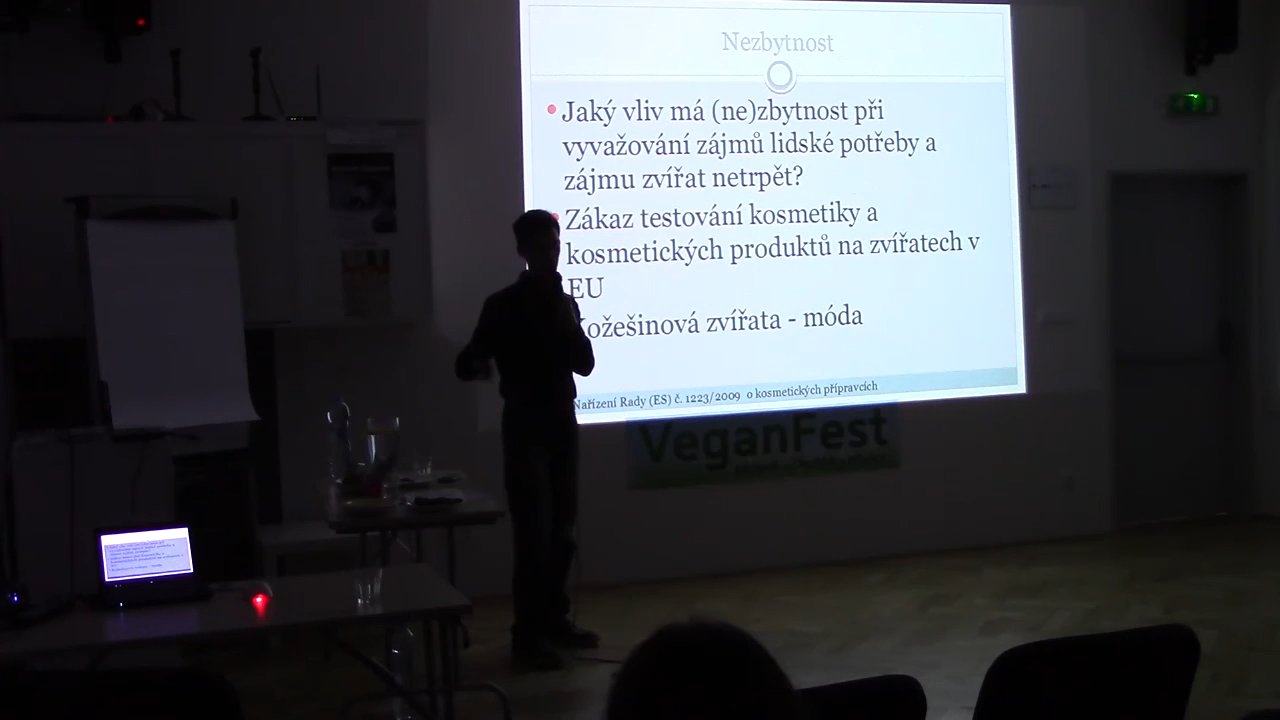 Nezbytnost
Jaký vliv má (ne)zbytnost při
vyvažování zájmů lidské potřeby a
zájmu zvířat netrpět?
Zákaz testování kosmetiky a
kosmetických produktů na zvířatech v
EU
Kožešinová zvířata - móda
Nařízení Rady (ES) č. 1223/2009 o kosmetických přípravcích
VeganFest